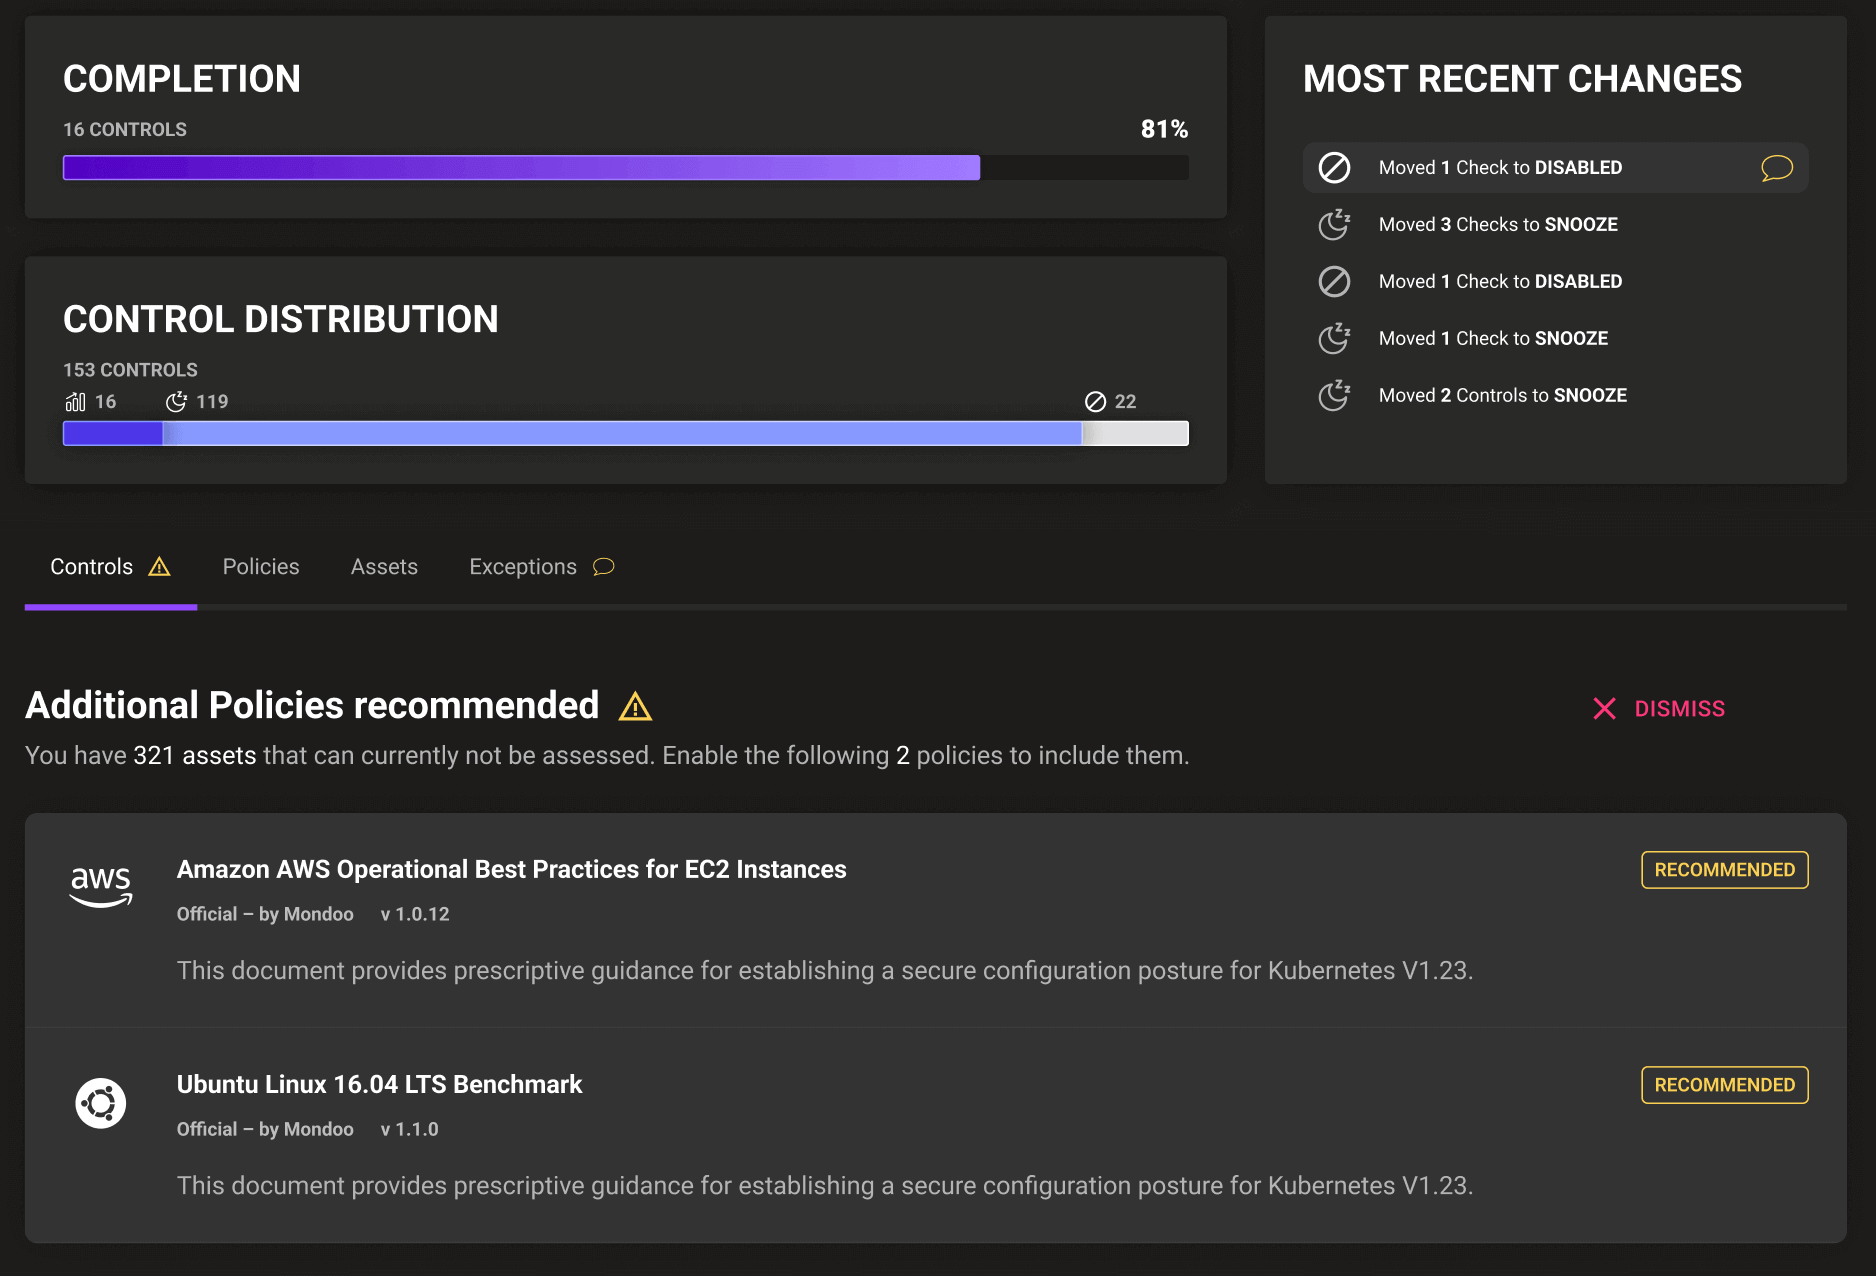 COMPLETION
16 CONTROLS
81%
CONTROL DISTRIBUTION
153 CONTROLS
16
119
22
MOST RECENT CHANGES
Moved 1 Check to DISABLED
Moved 3 Checks to SNOOZE
Moved 1 Check to DISABLED
Moved 1 Check to SNOOZE
Moved 2 Controls to SNOOZE
Controls
Policies
Assets
Exceptions
Additional Policies recommended
DISMISS
You have 321 assets that can currently not be assessed. Enable the following 2 policies to include them.
aws
Amazon AWS Operational Best Practices for EC2 Instances
RECOMMENDED
Official – by Mondoo v 1.0.12
This document provides prescriptive guidance for establishing a secure configuration posture for Kubernetes V1.23.
Ubuntu Linux 16.04 LTS Benchmark
RECOMMENDED
Official – by Mondoo v 1.1.0
This document provides prescriptive guidance for establishing a secure configuration posture for Kubernetes V1.23.